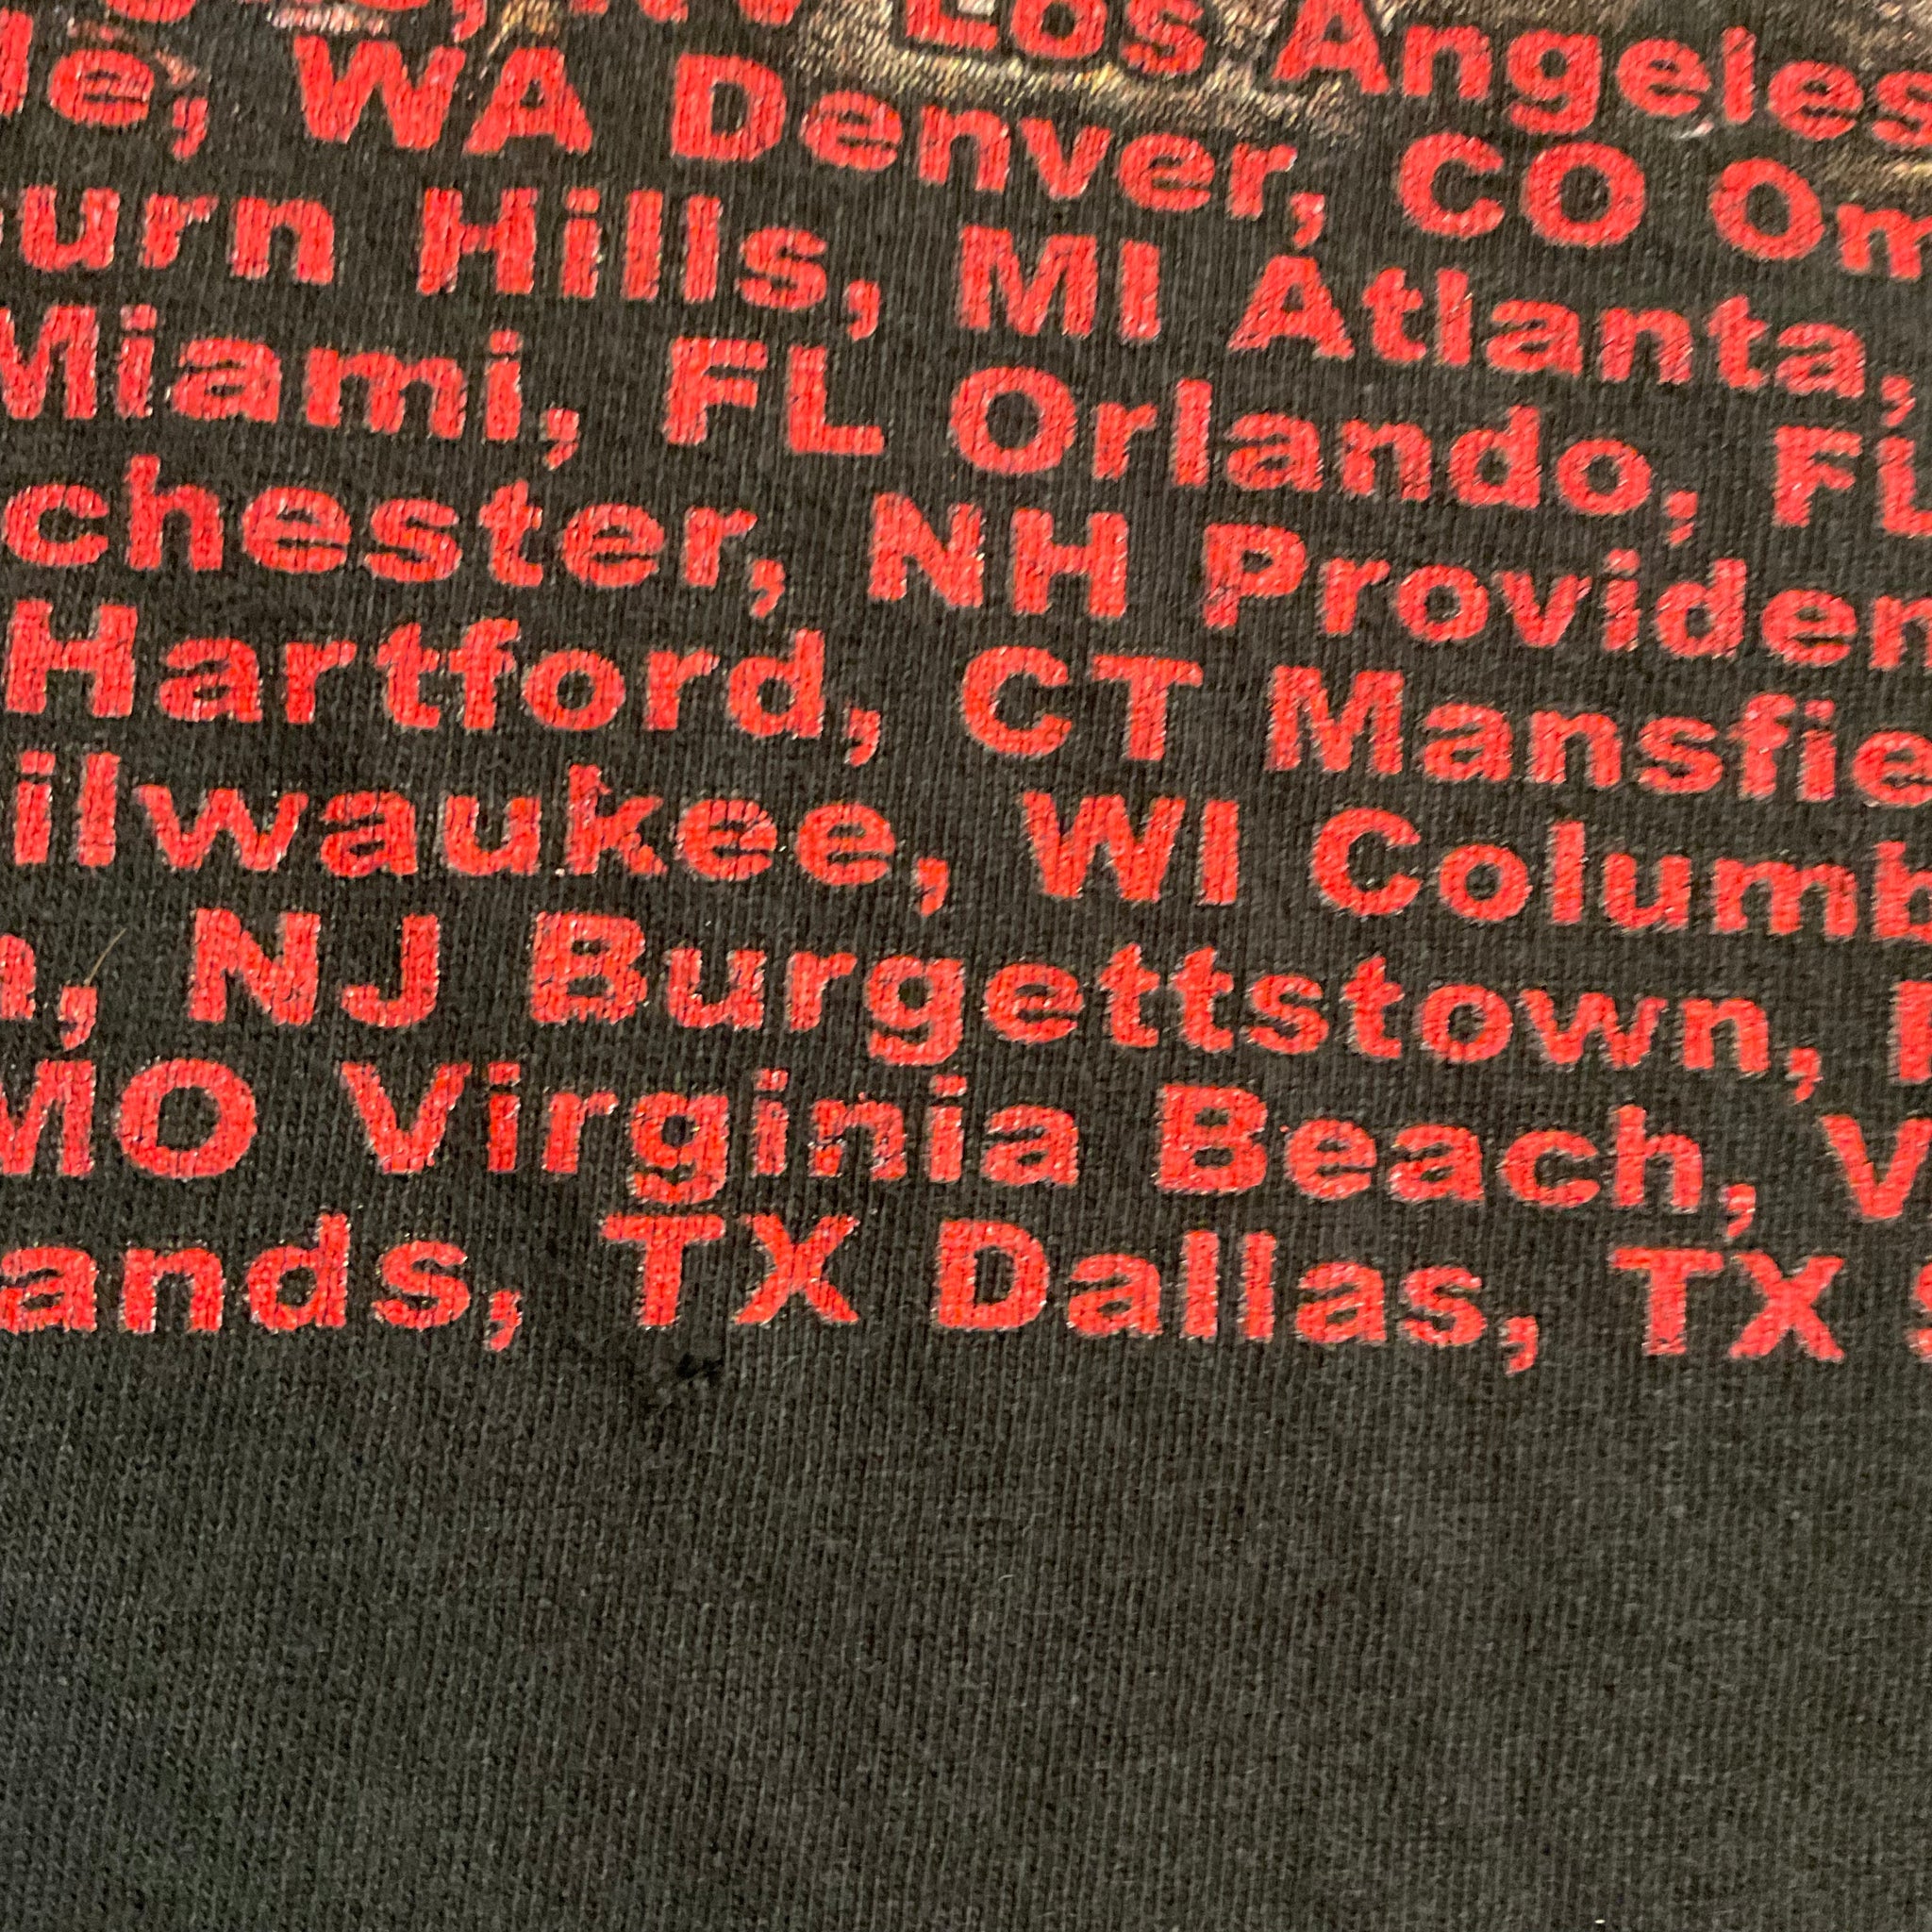 Los Angeles
le, WA Denver, CO Om
urn Hills, MI Atlanta,
Miami, FL Orlando, FL
chester, NH Providen
Hartford, CT Mansfie
ilwaukee, WI Columb
, NJ Burgettstown,
MO Virginia Beach, V
ands, TX Dallas, TX